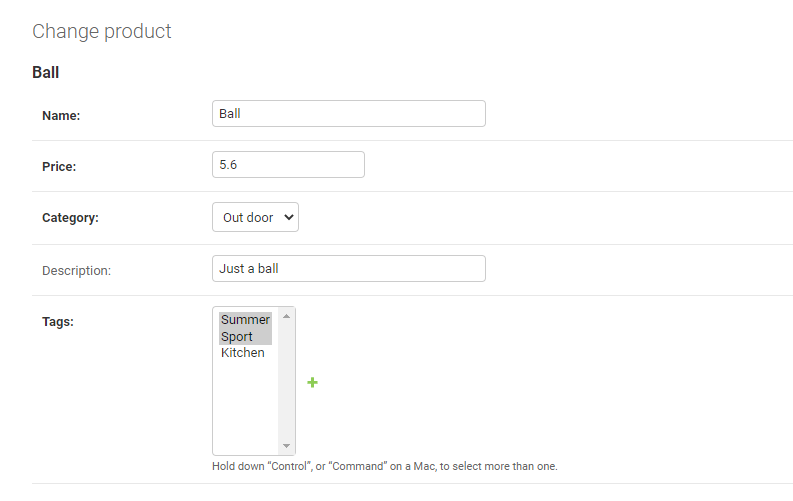 Change product
Ball
Name: Ball
Price: 5.6
Category: Out door
Description: Just a ball
Tags: Summer
Sport
Kitchen
Hold down “Control”, or “Command” on a Mac, to select more than one.